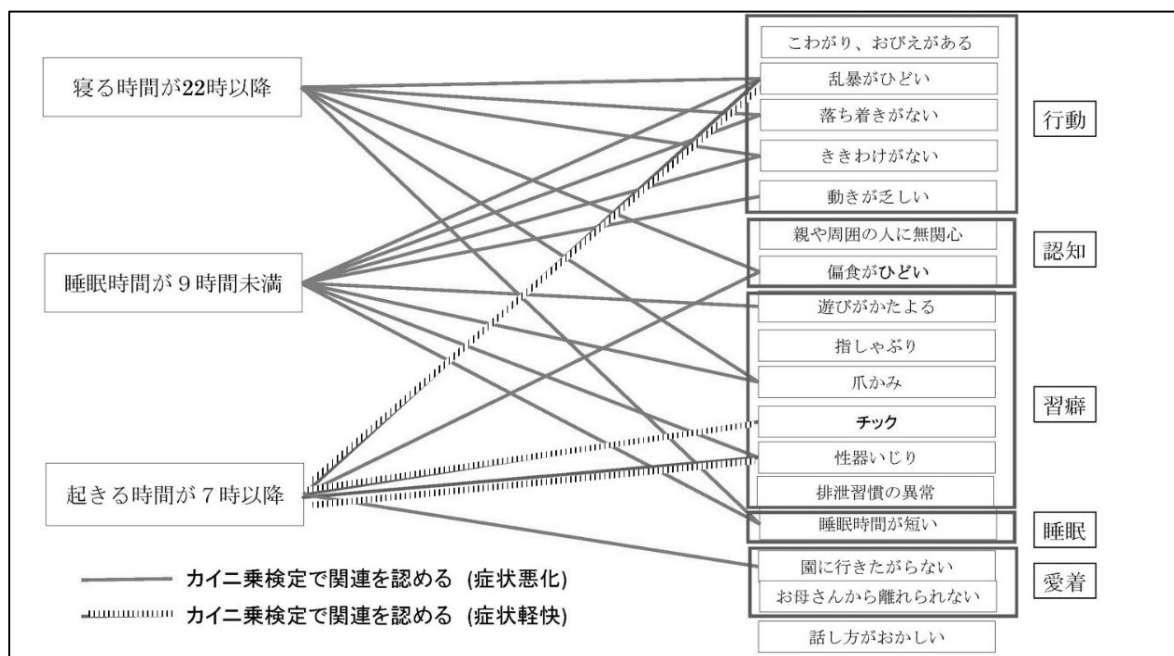 寝る時間が22時以降
睡眠時間が９時間未満
起きる時間が７時以降
こわがり、おびえがある
乱暴がひどい
落ち着きがない
ききわけがない
動きが乏しい
親や周囲の人に無関心
偏食がひどい
遊びがかたよる
指しゃぶり
爪かみ
チック
性器いじり
排泄習慣の異常
睡眠時間が短い
園に行きたがらない
お母さんから離れられない
話し方がおかしい
行動
認知
習癖
睡眠
愛着
カイ二乗検定で関連を認める (症状悪化)
カイ二乗検定で関連を認める (症状軽快)